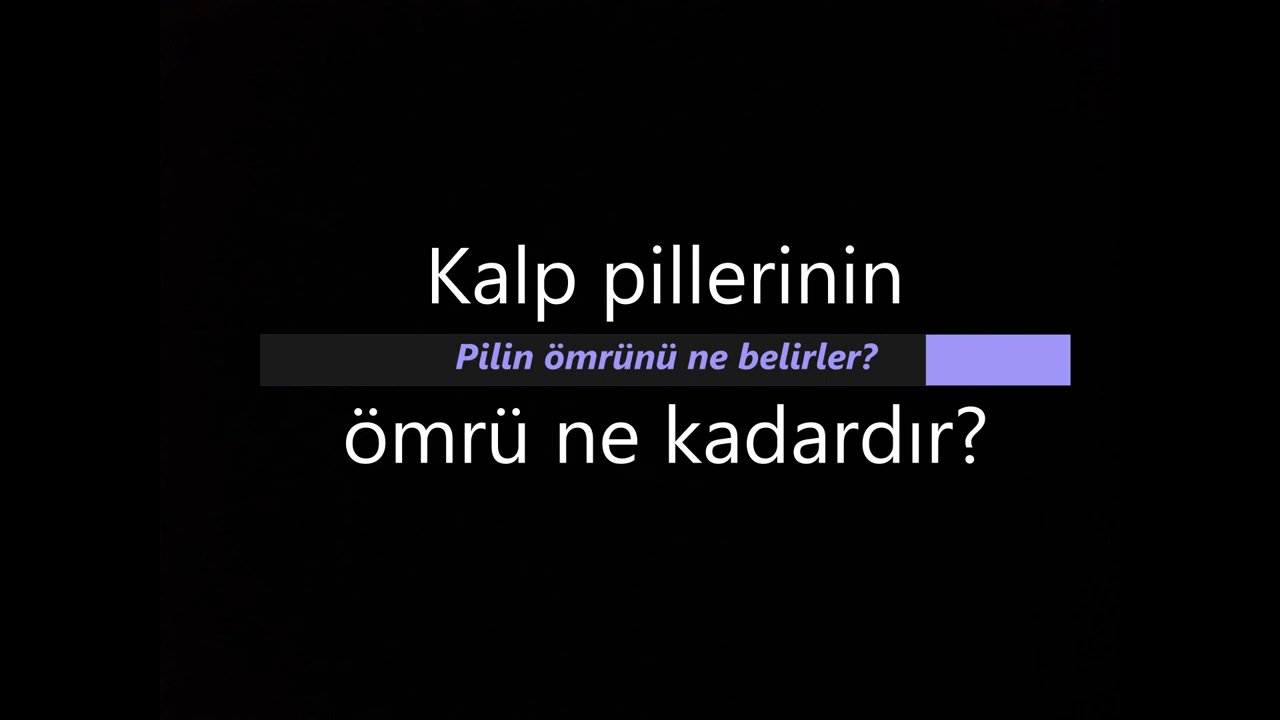 Kalp pillerinin
Pilin ömrünü ne belirler?
ömrü ne kadardır?